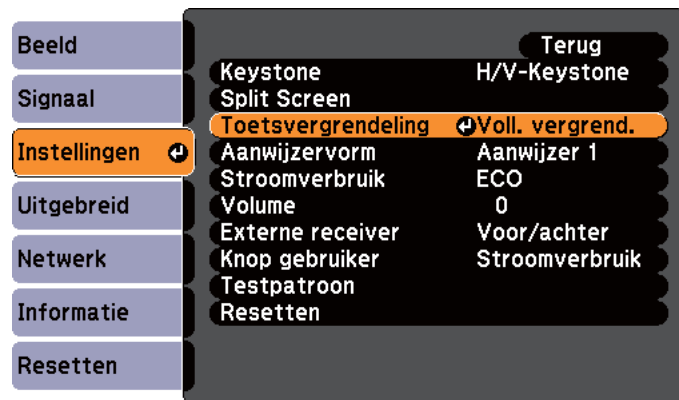 Beeld
Signaal
Instellingen
Uitgebreid
Netwerk
Informatie
Resetten
Terug
Keystone H/V-Keystone
Split Screen
Toetsvergrendeling Voll. vergrend.
Aanwijzervorm Aanwijzer 1
Stroomverbruik ECO
Volume 0
Externe receiver Voor/achter
Knop gebruiker Stroomverbruik
Testpatroon
Resetten